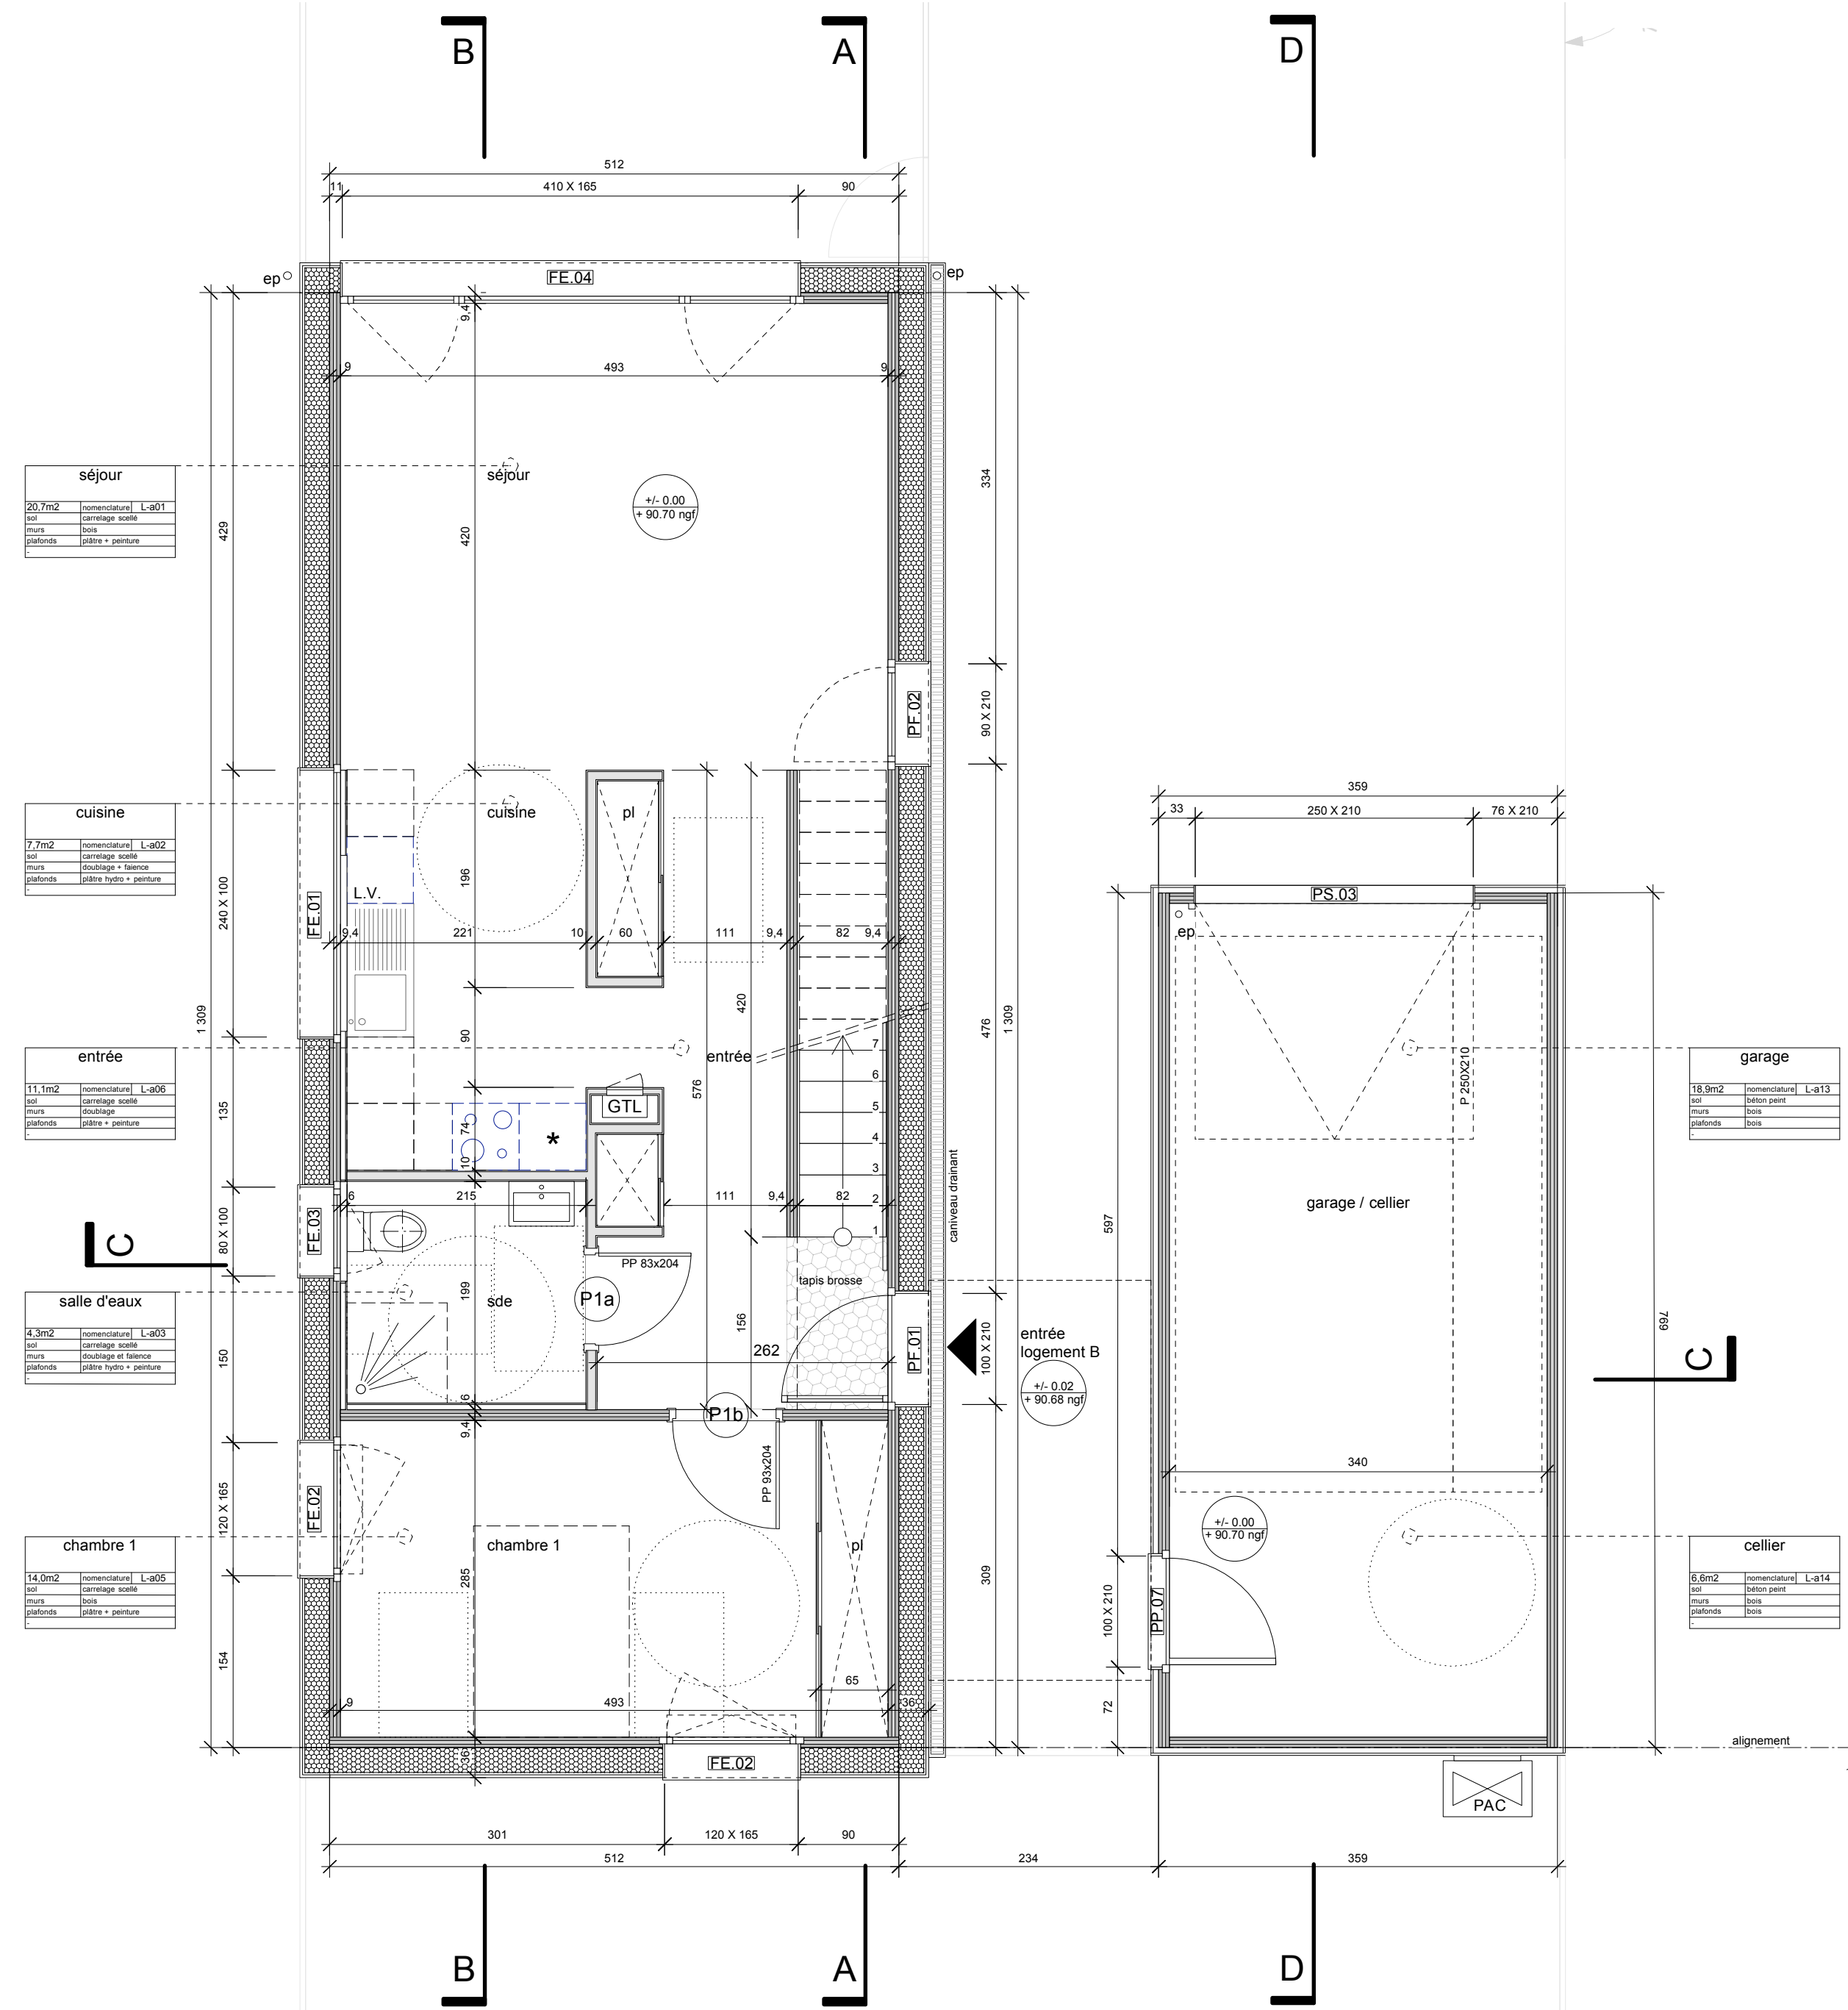 B
A
D
512
11
410 X 165
90
ep
FE.04
ep
9,4
9
493
9
séjour
20,7m2 nomenclature L-a01
sol carrelage scellé
murs bois
plafonds plâtre + peinture
-
séjour
+/- 0.00
+ 90.70 ngf
429
420
334
PF.02
90 X 210
cuisine
7,7m2 nomenclature L-a02
sol carrelage scellé
murs doublage + faience
plafonds plâtre hydro + peinture
-
cuisine
pl
L.V.
FE.01
240 X 100
196
9,4
221
10
60
111
9,4
82
9,4
359
33
250 X 210
76 X 210
PS.03
ep
1 309
420
476
1 309
90
entrée
11,1m2 nomenclature L-a06
sol carrelage scellé
murs doublage
plafonds plâtre + peinture
-
entrée
576
7
6
5
4
3
2
1
GTL
*
74
10
135
P 250X210
garage
18,9m2 nomenclature L-a13
sol béton peint
murs bois
plafonds bois
-
caniveau drainant
garage / cellier
597
769
6
215
111
9,4
82
FE.03
80 X 100
C
PP 83x204
tapis brosse
salle d'eaux
4,3m2 nomenclature L-a03
sol carrelage scellé
murs doublage et faïence
plafonds plâtre hydro + peinture
-
199
sde
P1a
156
262
150
PF.01
100 X 210
entrée
logement B
+/- 0.02
+ 90.68 ngf
C
6
9,4
P1b
PP 93x204
FE.02
120 X 165
340
+/- 0.00
+ 90.70 ngf
chambre 1
14,0m2 nomenclature L-a05
sol carrelage scellé
murs bois
plafonds plâtre + peinture
-
chambre 1
pl
285
309
PP.07
100 X 210
cellier
6,6m2 nomenclature L-a14
sol béton peint
murs bois
plafonds bois
-
154
65
9
493
36
72
36
FE.02
alignement
PAC
301
120 X 165
90
512
234
359
B
A
D